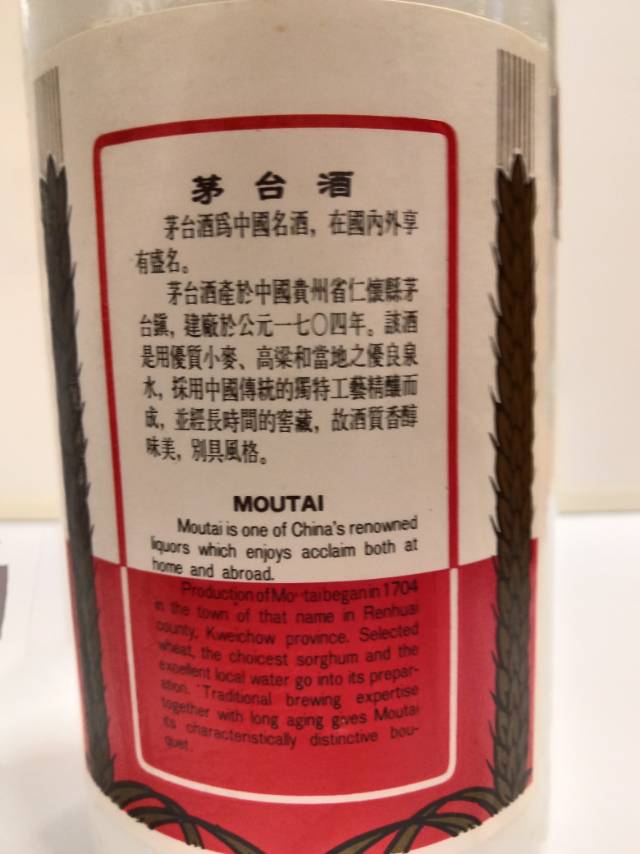 茅台酒
茅台酒爲中國名酒，在國內外享
有盛名。
茅台酒產於中國貴州省仁懷縣茅
台鎭，建廠於公元一七〇四年。該酒
是用優質小麥、高梁和當地之優良泉
水，採用中國傳統的獨特工藝精釀而
成，並經長時間的窖藏，故酒質香醇
味美，別具風格。
MOUTAI
Moutai is one of China's renowned
liquors which enjoys acclaim both at
home and abroad.
Production of Moutai began in 1704
in the town of that name in Renhuai
county, Kweichow province. Selected
wheat, the choicest sorghum and the
excellent local water go into its prepar-
ation. Traditional brewing expertise
together with long aging gives Moutai
its characteristically distinctive bou-
quet.